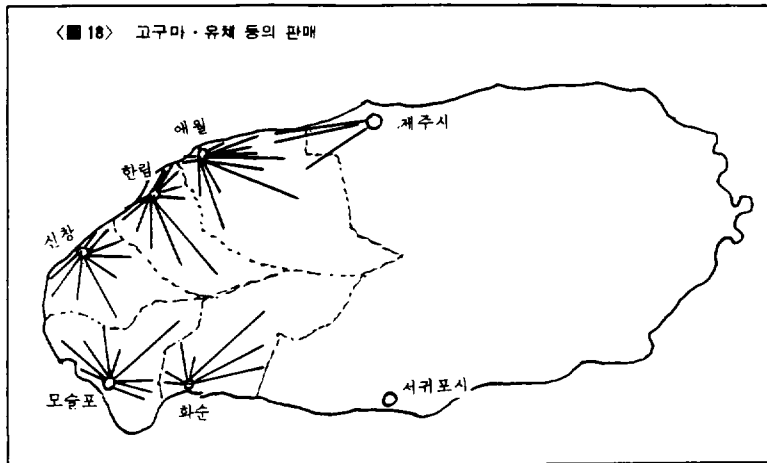 〈圖 18〉 고구마·유채 등의 판매
애월
제주시
한림
신창
모슬포
화순
서귀포시